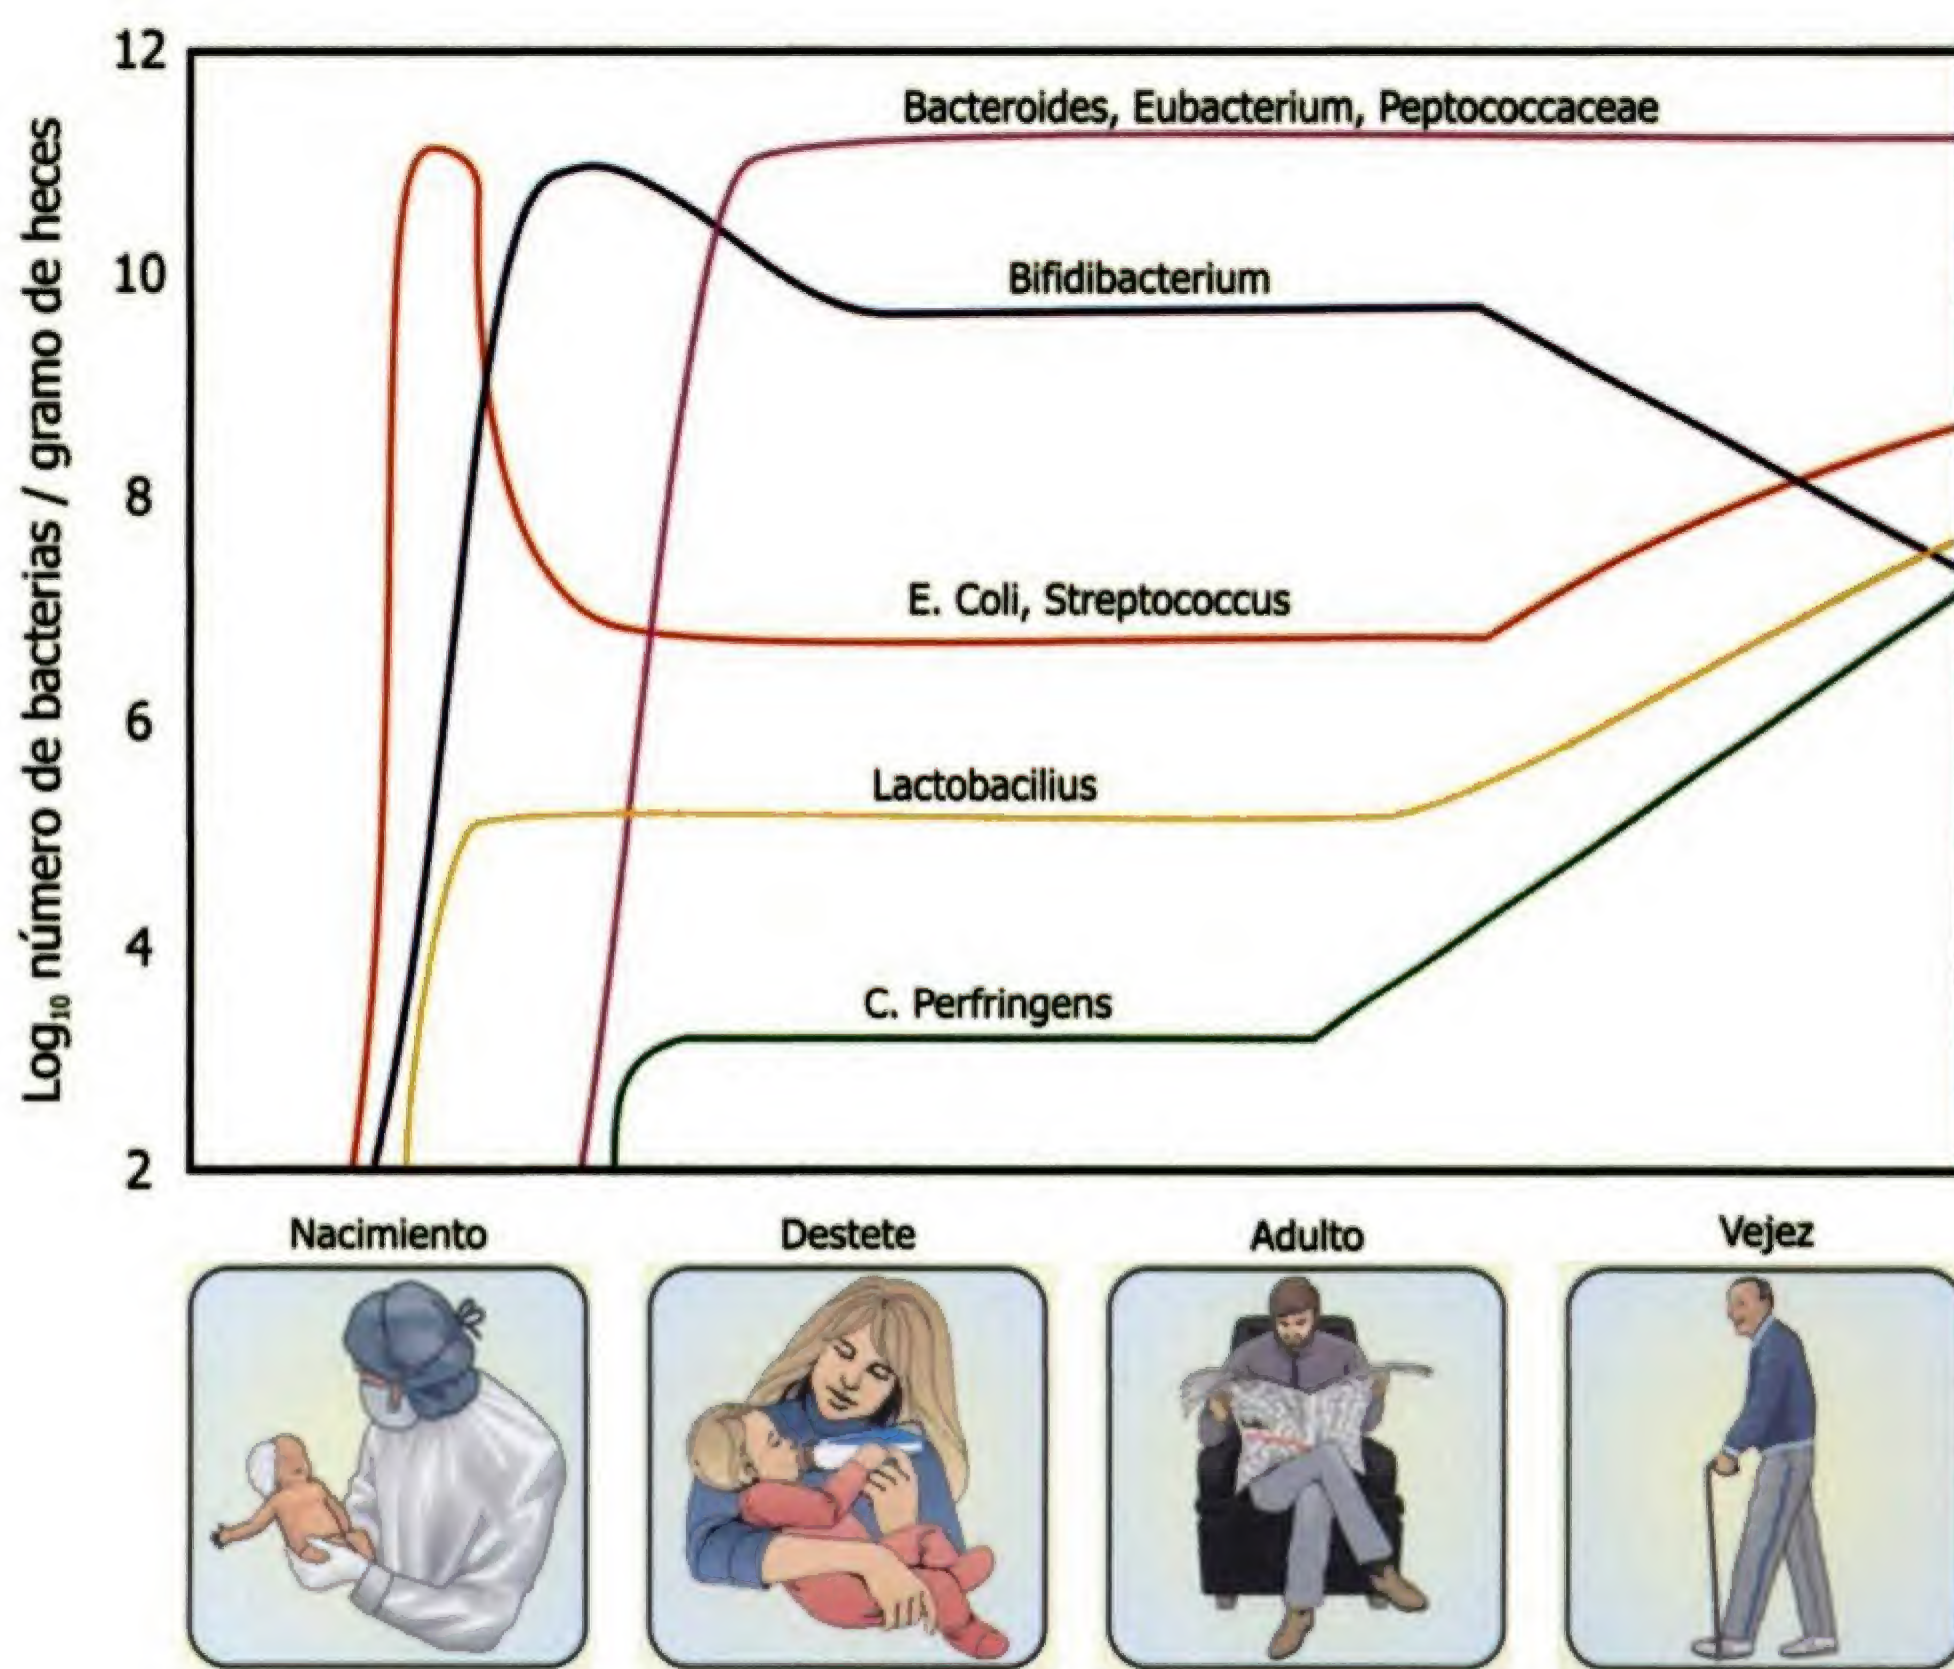 12
Bacteroides, Eubacterium, Peptococcaceae
10
Bifidibacterium
8
E. Coli, Streptococcus
6
Lactobacilius
4
C. Perfringens
2
Log₁₀ número de bacterias / gramo de heces
Nacimiento
Destete
Adulto
Vejez